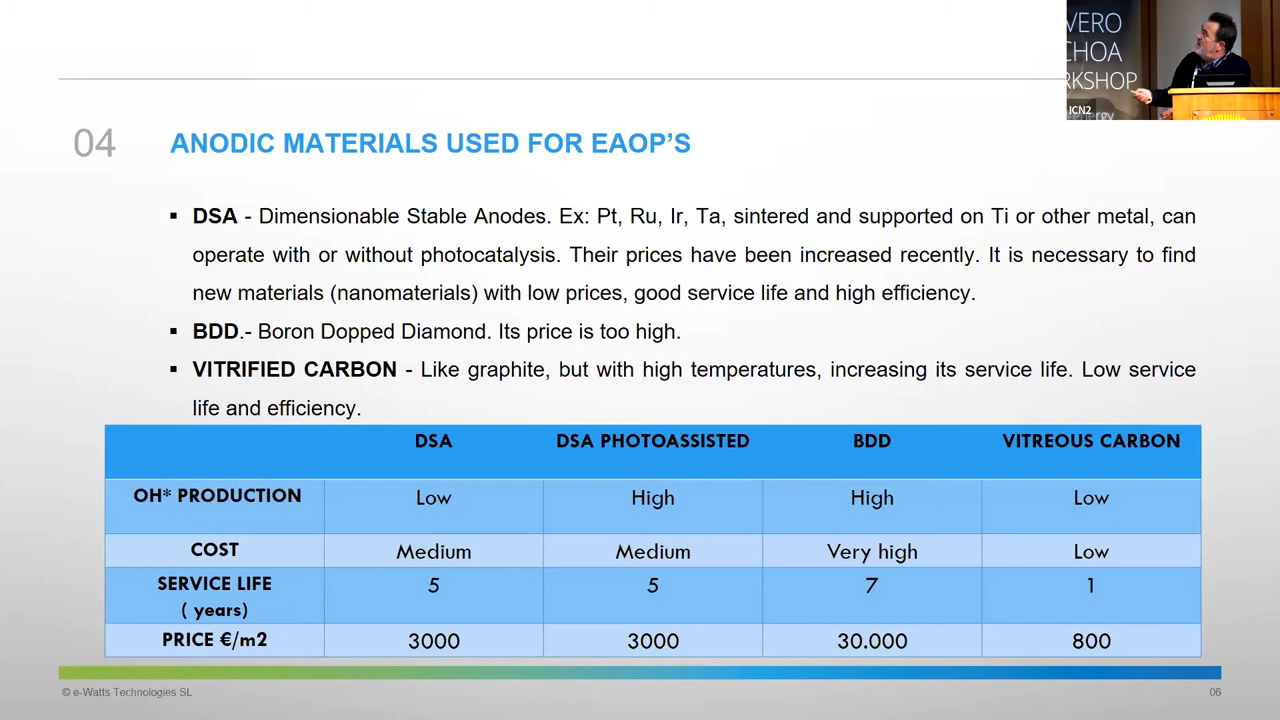 VERO
CHOA
RKSHOP
ICN2
energy
04 ANODIC MATERIALS USED FOR EAOP’S
▪ DSA - Dimensionable Stable Anodes. Ex: Pt, Ru, Ir, Ta, sintered and supported on Ti or other metal, can
operate with or without photocatalysis. Their prices have been increased recently. It is necessary to find
new materials (nanomaterials) with low prices, good service life and high efficiency.
▪ BDD.- Boron Dopped Diamond. Its price is too high.
▪ VITRIFIED CARBON - Like graphite, but with high temperatures, increasing its service life. Low service
life and efficiency.
DSA DSA PHOTOASSISTED BDD VITREOUS CARBON
OH* PRODUCTION Low High High Low
COST Medium Medium Very high Low
SERVICE LIFE
( years) 5 5 7 1
PRICE €/m2 3000 3000 30.000 800
© e-Watts Technologies SL 06